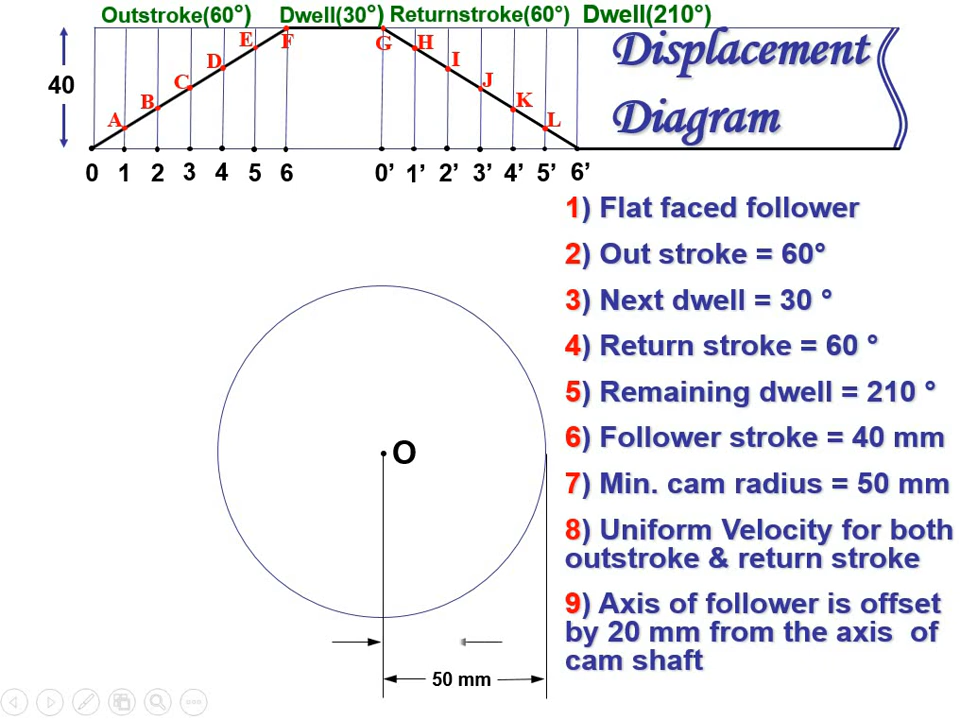 Outstroke(60°) Dwell(30°) Returnstroke(60°) Dwell(210°)
Displacement
Diagram
40
A B C D E F G H I J K L
0 1 2 3 4 5 6 0’ 1’ 2’ 3’ 4’ 5’ 6’
1) Flat faced follower
2) Out stroke = 60°
3) Next dwell = 30 °
4) Return stroke = 60 °
5) Remaining dwell = 210 °
6) Follower stroke = 40 mm
7) Min. cam radius = 50 mm
8) Uniform Velocity for both
outstroke & return stroke
9) Axis of follower is offset
by 20 mm from the axis of
cam shaft
O
50 mm